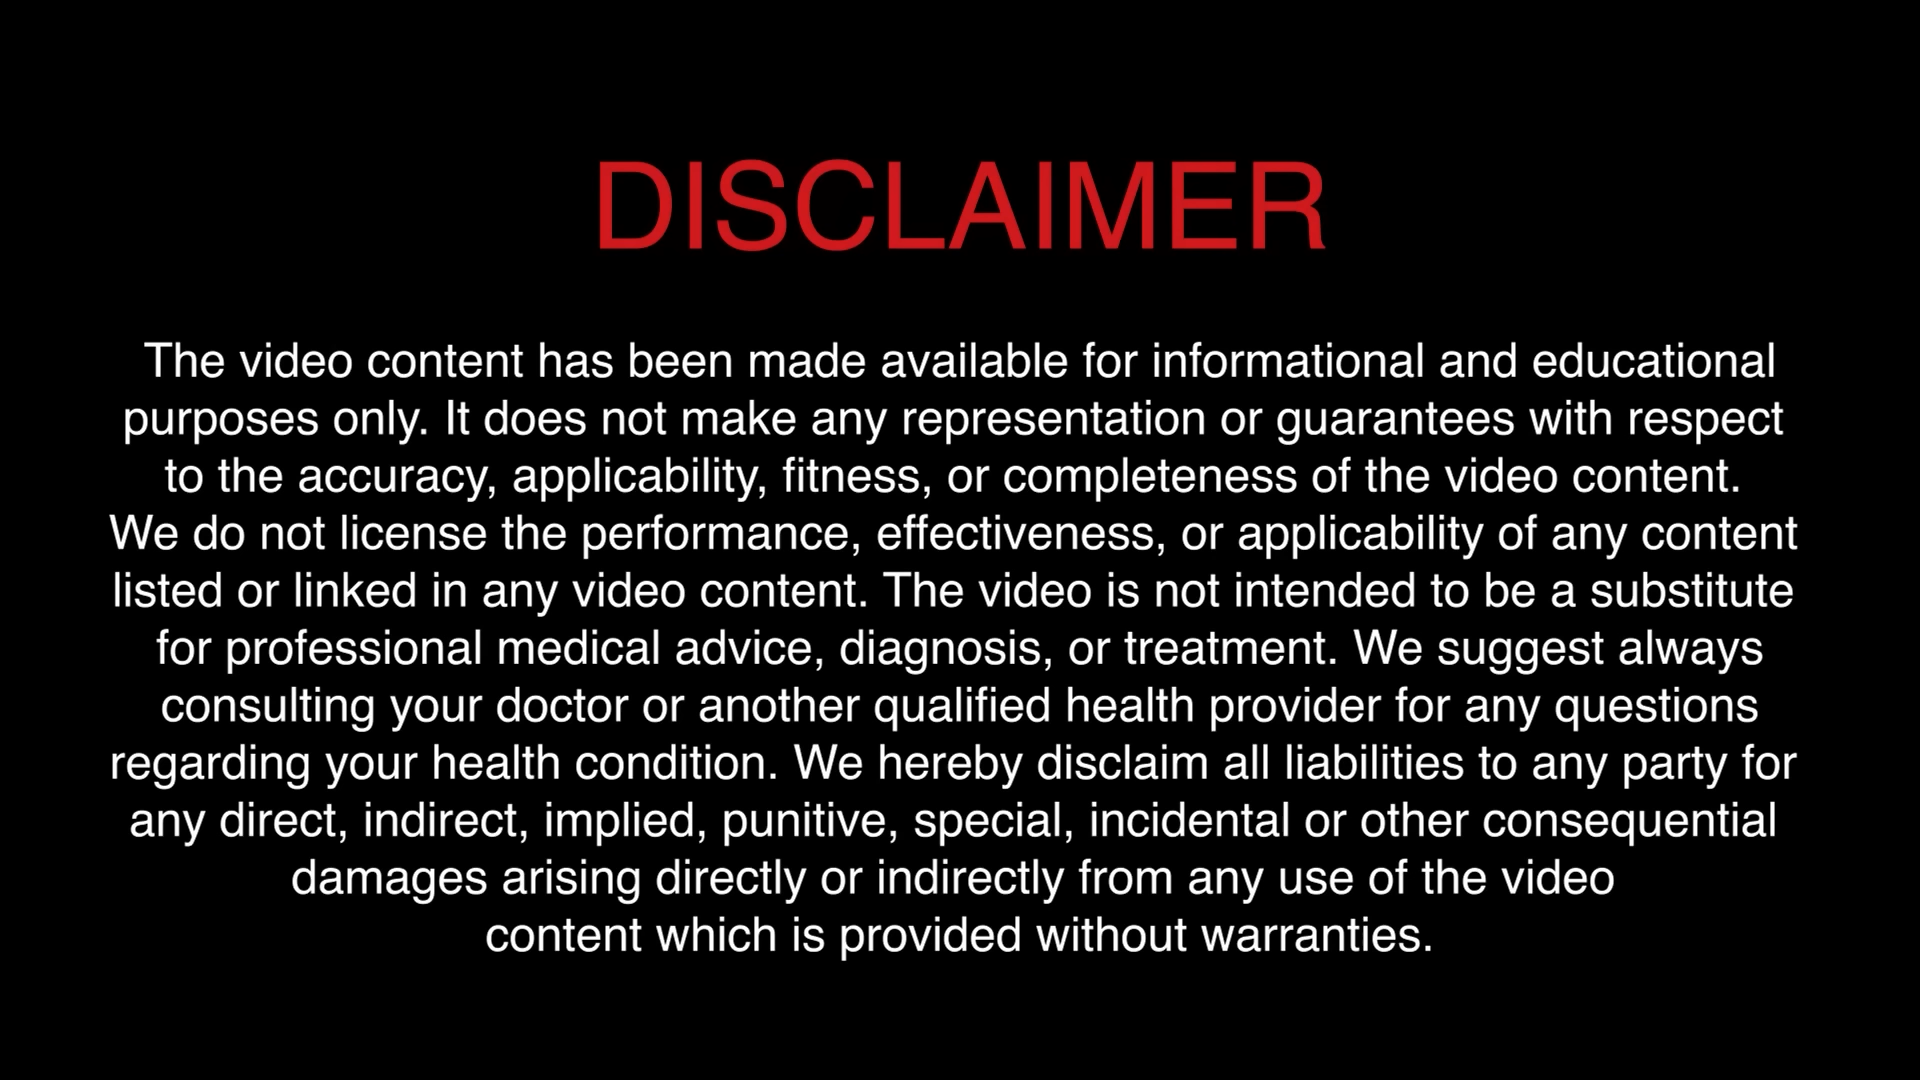 DISCLAIMER
The video content has been made available for informational and educational
purposes only. It does not make any representation or guarantees with respect
to the accuracy, applicability, fitness, or completeness of the video content.
We do not license the performance, effectiveness, or applicability of any content
listed or linked in any video content. The video is not intended to be a substitute
for professional medical advice, diagnosis, or treatment. We suggest always
consulting your doctor or another qualified health provider for any questions
regarding your health condition. We hereby disclaim all liabilities to any party for
any direct, indirect, implied, punitive, special, incidental or other consequential
damages arising directly or indirectly from any use of the video
content which is provided without warranties.